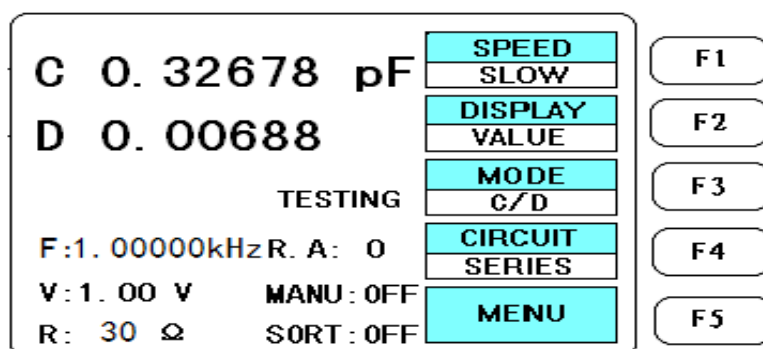 C 0.32678 pF
D 0.00688
TESTING
F:1.00000kHz R.A: 0
V:1.00 V MANU:OFF
R: 30 Ω SORT:OFF
SPEED
SLOW
DISPLAY
VALUE
MODE
C/D
CIRCUIT
SERIES
MENU
F1
F2
F3
F4
F5